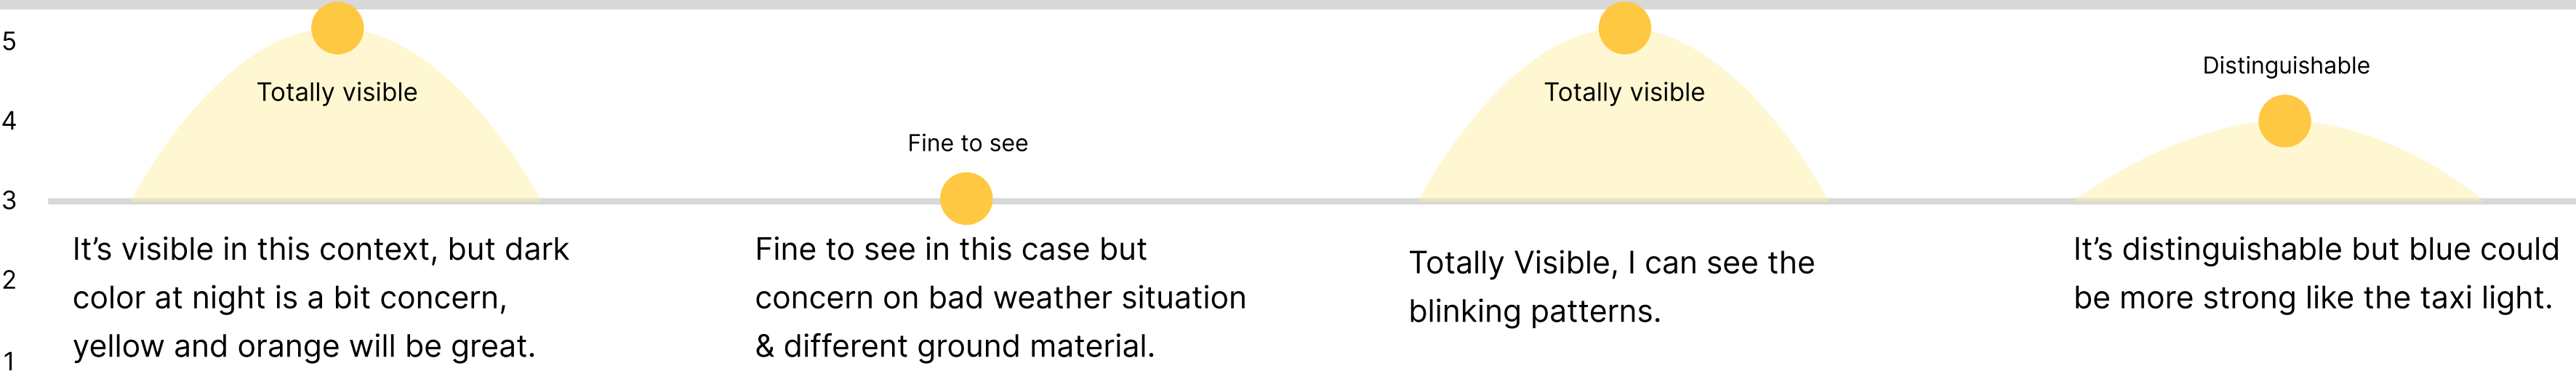 5
4
3
2
1
Totally visible
It’s visible in this context, but dark
color at night is a bit concern,
yellow and orange will be great.
Fine to see
Fine to see in this case but
concern on bad weather situation
& different ground material.
Totally visible
Totally Visible, I can see the
blinking patterns.
Distinguishable
It’s distinguishable but blue could
be more strong like the taxi light.